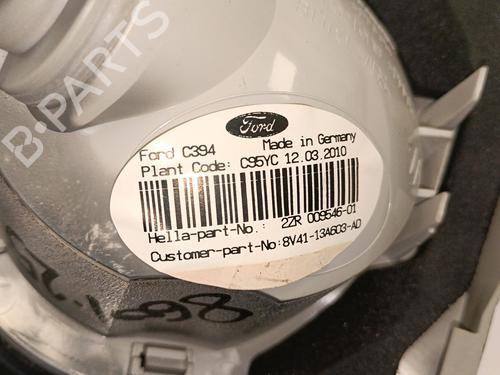 B-PARTS
Ford
Ford C394 Made in Germany
Plant Code: C95YC 12.03.2010
Hella-part-No.: 2ZR 009546-01
Customer-part-No:8V41-13A603-AD